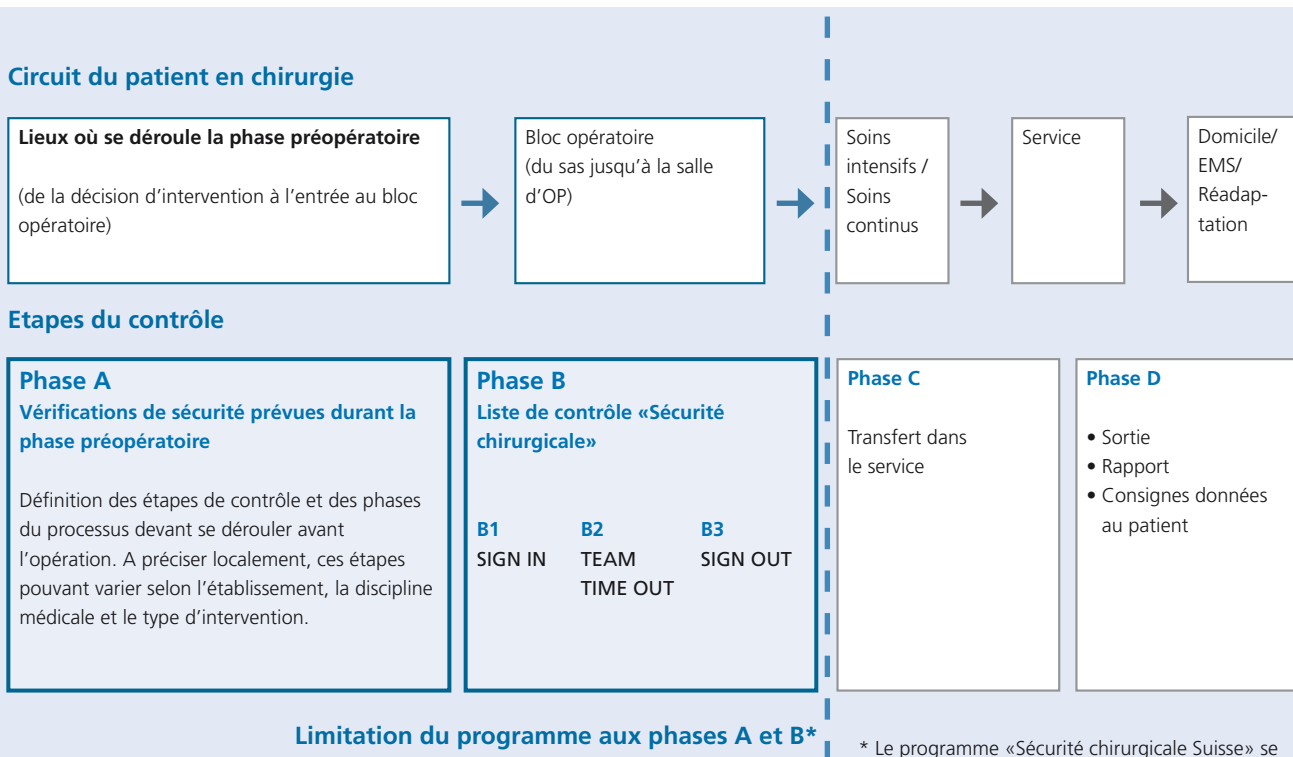 Circuit du patient en chirurgie
Lieux où se déroule la phase préopératoire
(de la décision d'intervention à l'entrée au bloc
opératoire)
Bloc opératoire
(du sas jusqu'à la salle
d'OP)
Soins
intensifs /
Soins
continus
Service
Domicile/
EMS/
Réadap-
tation
Etapes du contrôle
Phase A
Vérifications de sécurité prévues durant la
phase préopératoire
Définition des étapes de contrôle et des phases
du processus devant se dérouler avant
l'opération. A préciser localement, ces étapes
pouvant varier selon l'établissement, la discipline
médicale et le type d'intervention.
Phase B
Liste de contrôle «Sécurité
chirurgicale»
B1
SIGN IN
B2
TEAM
TIME OUT
B3
SIGN OUT
Phase C
Transfert dans
le service
Phase D
• Sortie
• Rapport
• Consignes données
au patient
Limitation du programme aux phases A et B*
* Le programme «Sécurité chirurgicale Suisse» se